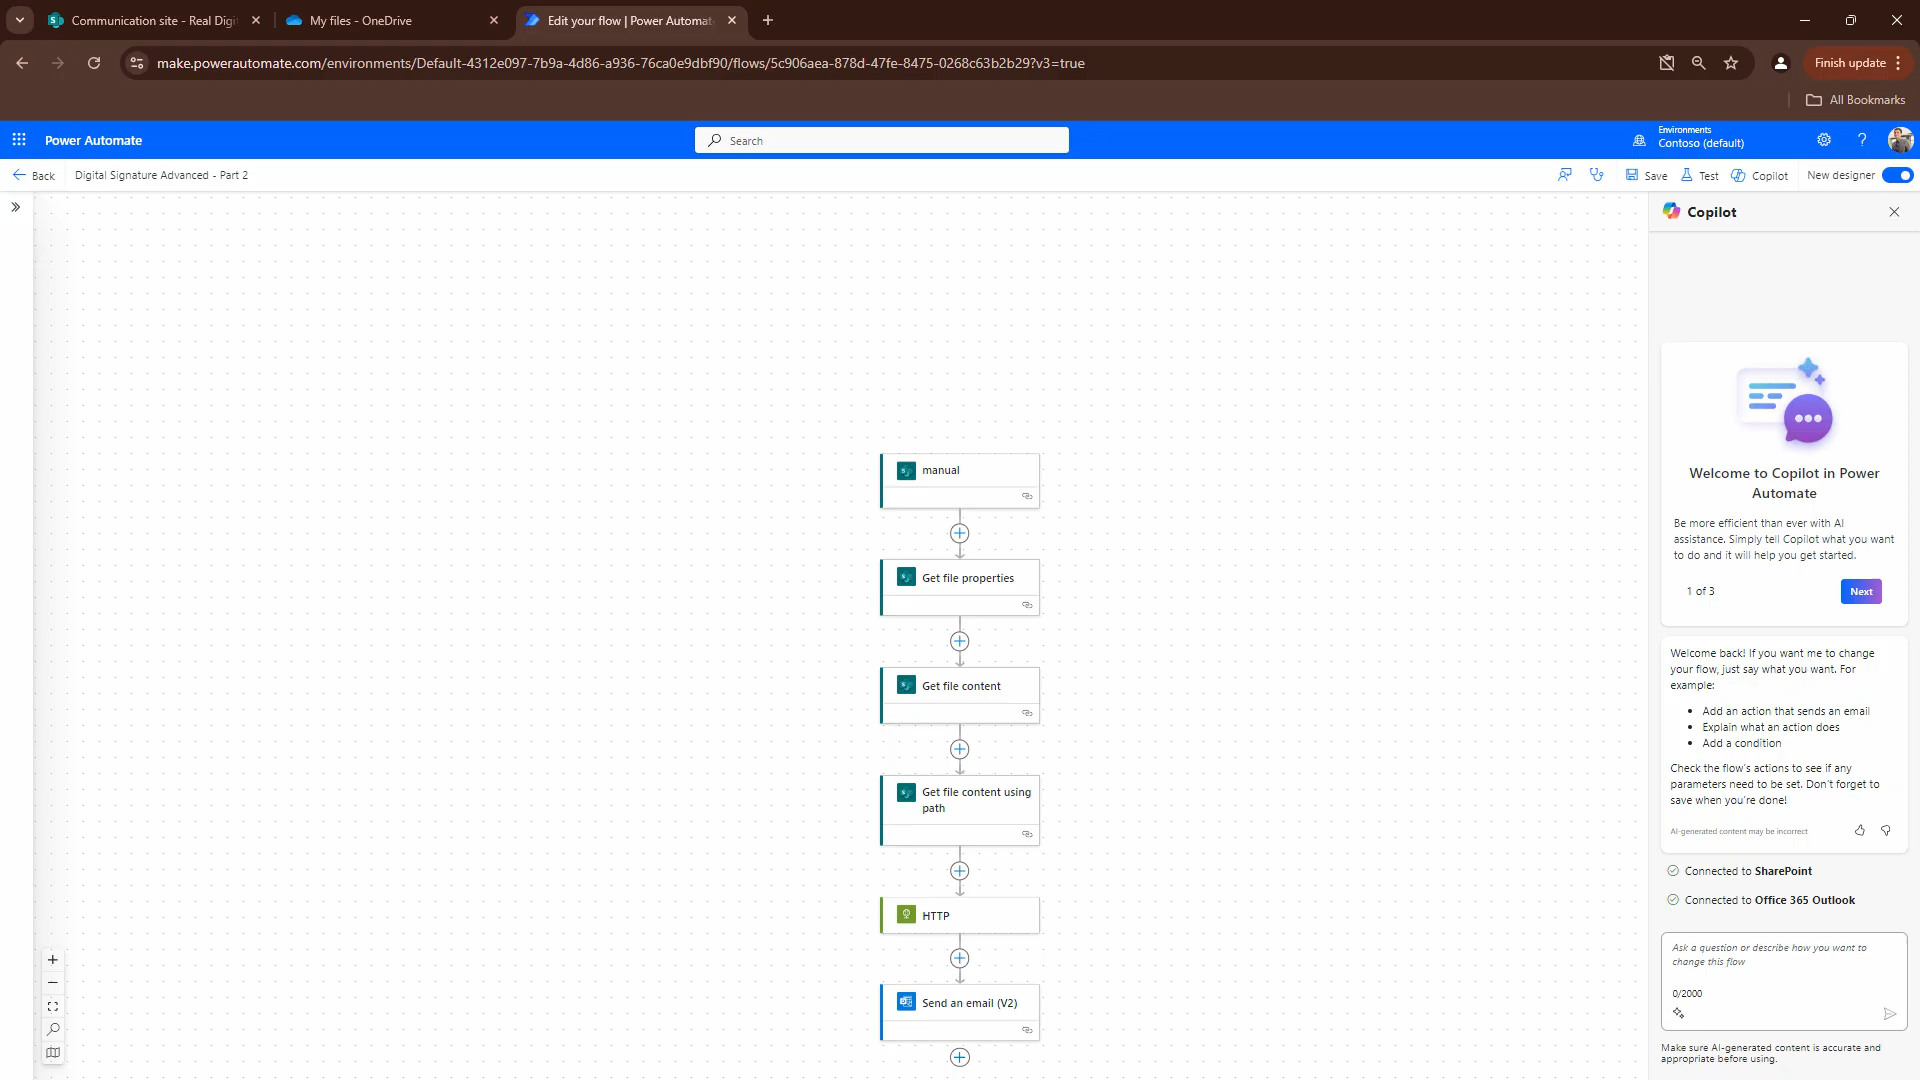 Communication site - Real Digi
My files - OneDrive
Edit your flow | Power Automat
make.powerautomate.com/environments/Default-4312e097-7b9a-4d86-a936-76ca0e9dbf90/flows/5c906aea-878d-47fe-8475-0268c63b2b29?v3=true
Finish update
All Bookmarks
Power Automate
Search
Environments
Contoso (default)
Back
Digital Signature Advanced - Part 2
Save
Test
Copilot
New designer
Copilot
manual
Get file properties
Get file content
Get file content using
path
HTTP
Send an email (V2)
Welcome to Copilot in Power
Automate
Be more efficient than ever with AI
assistance. Simply tell Copilot what you want
to do and it will help you get started.
1 of 3
Next
Welcome back! If you want me to change
your flow, just say what you want. For
example:
• Add an action that sends an email
• Explain what an action does
• Add a condition
Check the flow's actions to see if any
parameters need to be set. Don't forget to
save when you're done!
AI-generated content may be incorrect
Connected to SharePoint
Connected to Office 365 Outlook
Ask a question or describe how you want to
change this flow
0/2000
Make sure AI-generated content is accurate and
appropriate before using.